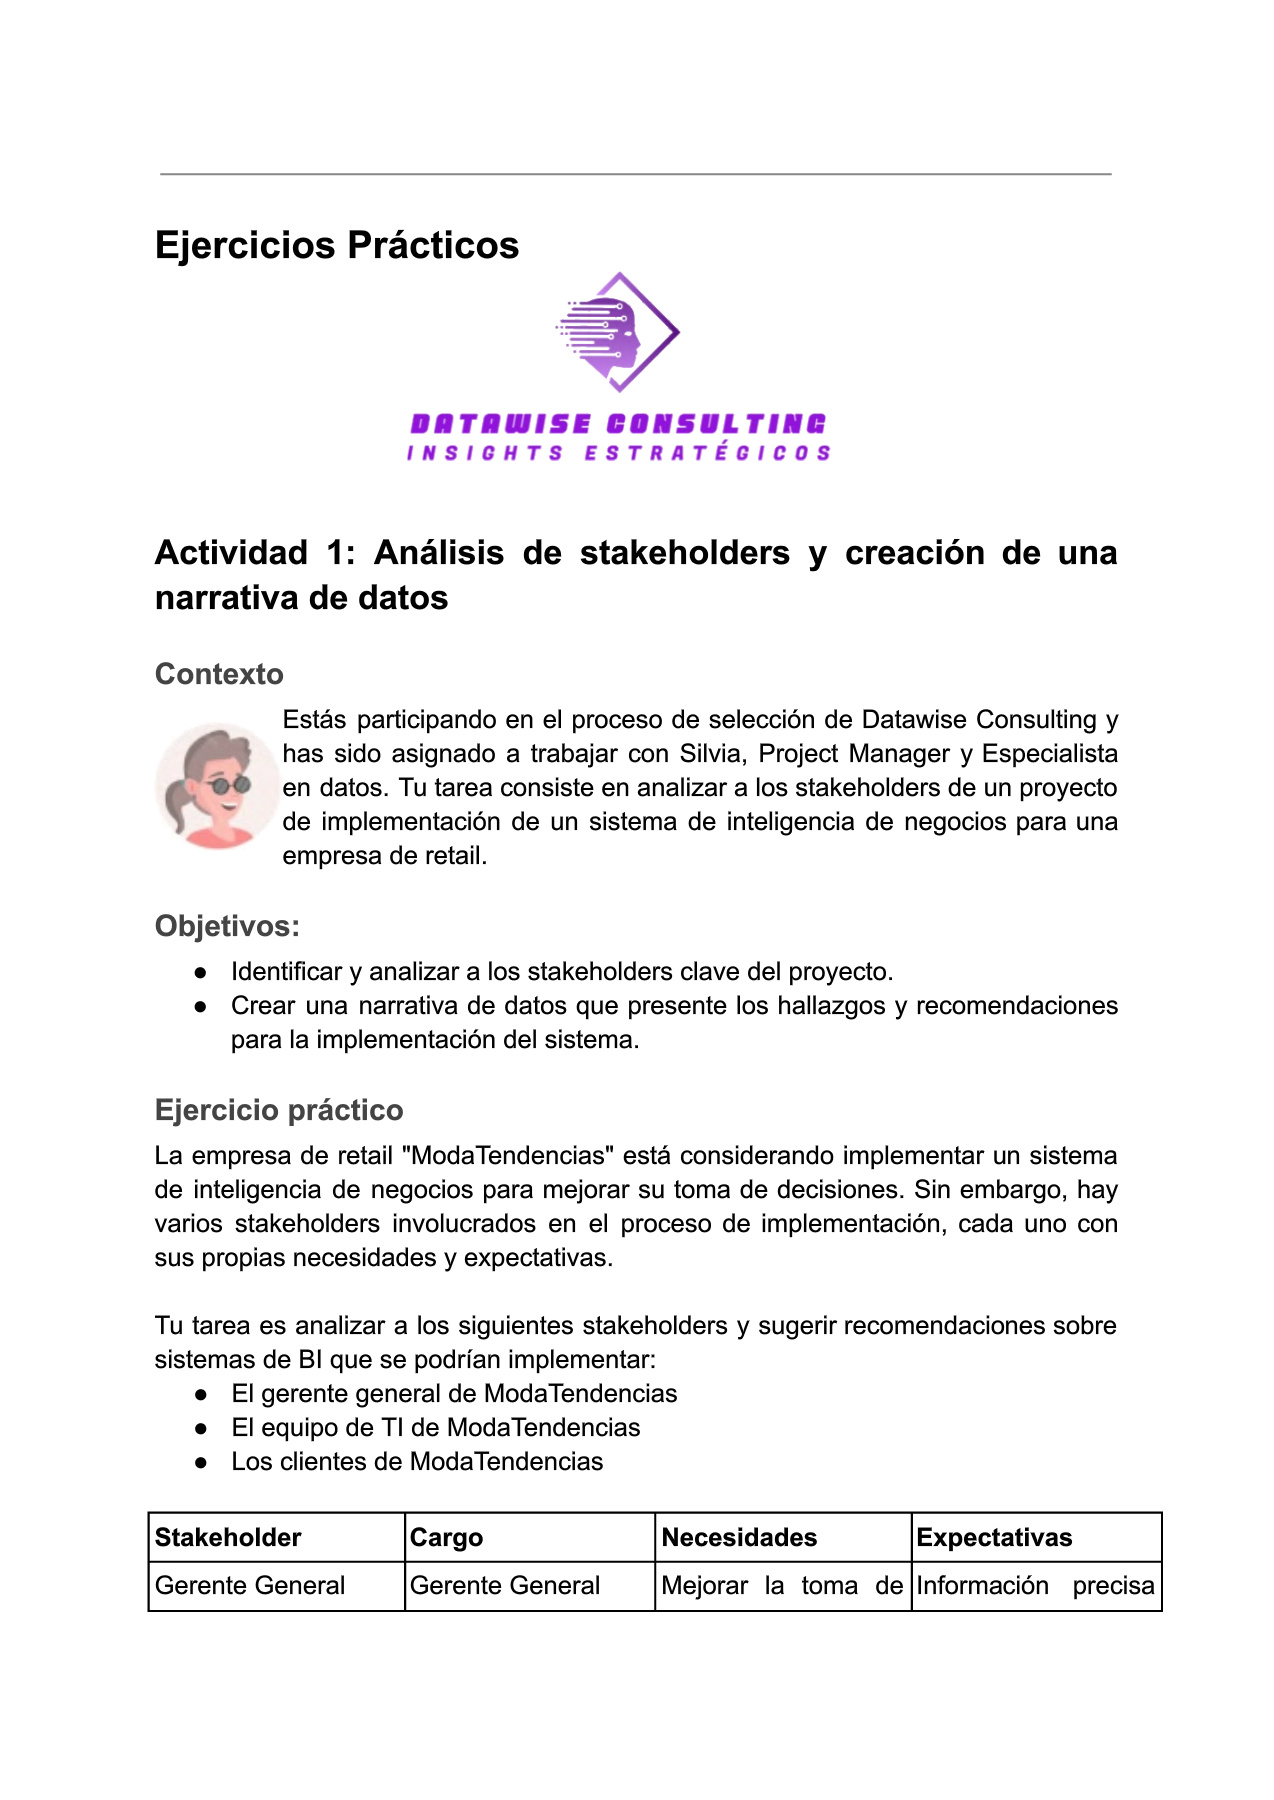 Ejercicios Prácticos
DATAWISE CONSULTING
INSIGHTS ESTRATÉGICOS
Actividad 1: Análisis de stakeholders y creación de una
narrativa de datos
Contexto
Estás participando en el proceso de selección de Datawise Consulting y
has sido asignado a trabajar con Silvia, Project Manager y Especialista
en datos. Tu tarea consiste en analizar a los stakeholders de un proyecto
de implementación de un sistema de inteligencia de negocios para una
empresa de retail.
Objetivos:
● Identificar y analizar a los stakeholders clave del proyecto.
● Crear una narrativa de datos que presente los hallazgos y recomendaciones
para la implementación del sistema.
Ejercicio práctico
La empresa de retail "ModaTendencias" está considerando implementar un sistema
de inteligencia de negocios para mejorar su toma de decisiones. Sin embargo, hay
varios stakeholders involucrados en el proceso de implementación, cada uno con
sus propias necesidades y expectativas.
Tu tarea es analizar a los siguientes stakeholders y sugerir recomendaciones sobre
sistemas de BI que se podrían implementar:
● El gerente general de ModaTendencias
● El equipo de TI de ModaTendencias
● Los clientes de ModaTendencias
Stakeholder Cargo Necesidades Expectativas
Gerente General Gerente General Mejorar la toma de Información precisa